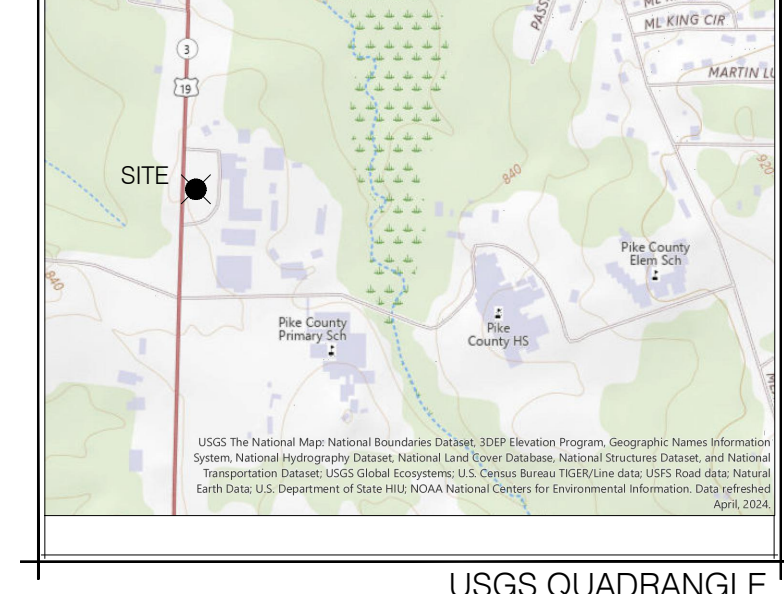 PASS
ML KING CIR
MARTIN LU
3
19
SITE
840
920
Pike County
Elem Sch
840
Pike County
Primary Sch
Pike
County HS
USGS The National Map: National Boundaries Dataset, 3DEP Elevation Program, Geographic Names Information
System, National Hydrography Dataset, National Land Cover Database, National Structures Dataset, and National
Transportation Dataset; USGS Global Ecosystems; U.S. Census Bureau TIGER/Line data; USFS Road data; Natural
Earth Data; U.S. Department of State HIU; NOAA National Centers for Environmental Information. Data refreshed
April, 2024.
USGS QUADRANGLE